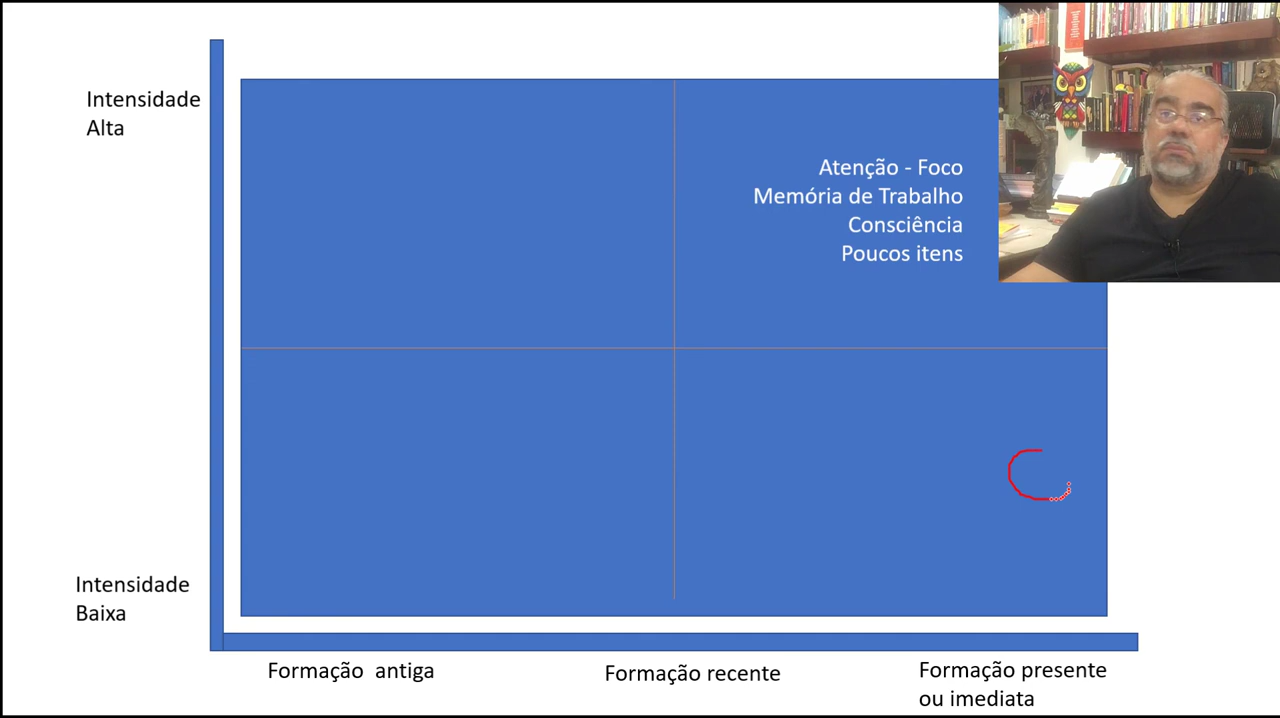 Intensidade
Alta
Atenção - Foco
Memória de Trabalho
Consciência
Poucos itens
Intensidade
Baixa
Formação  antiga
Formação recente
Formação presente
ou imediata